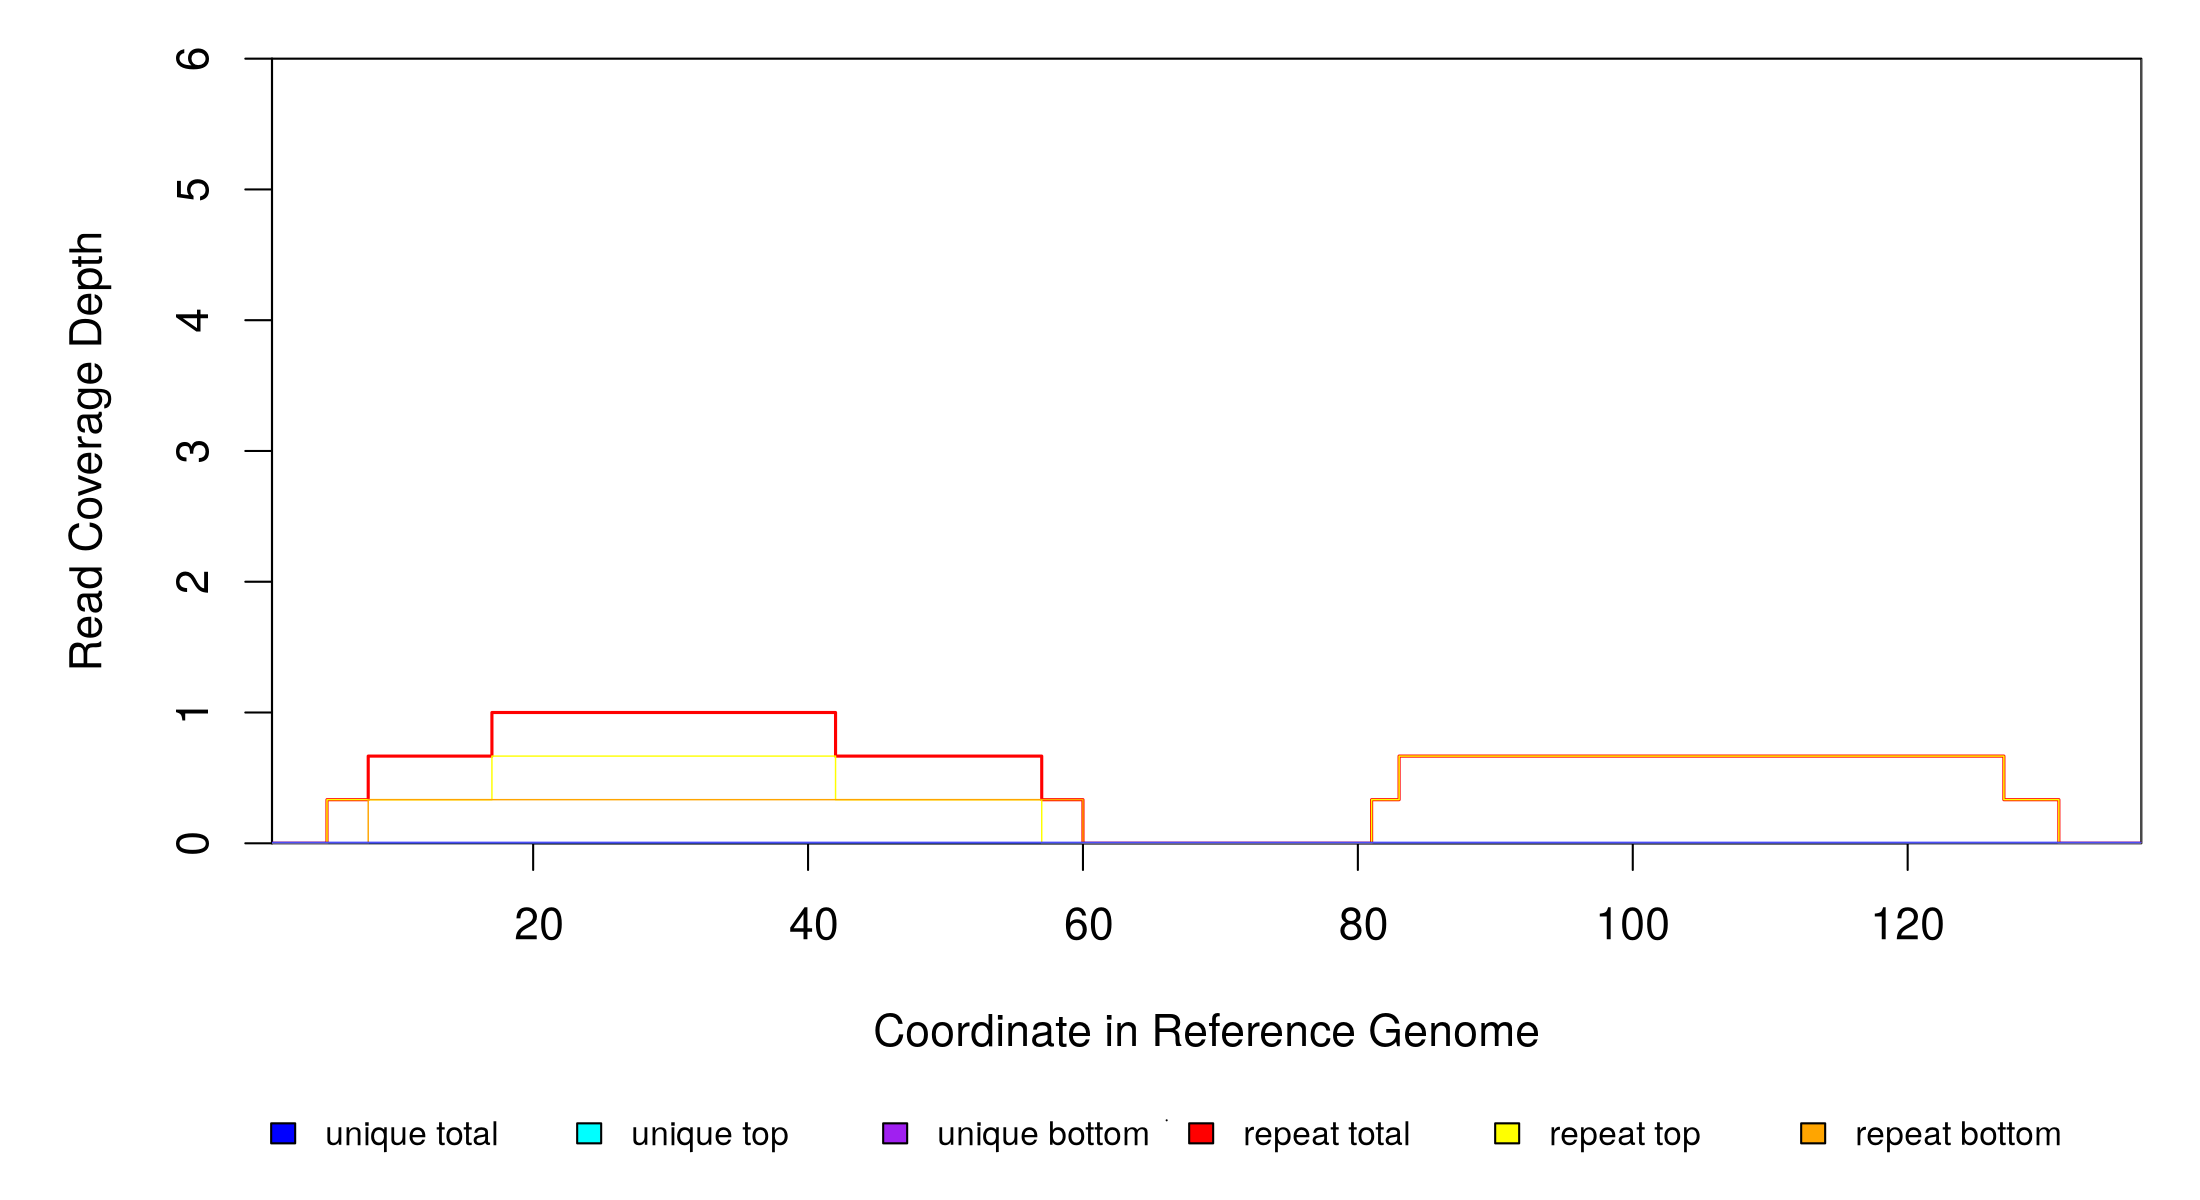 6
5
4
3
2
1
0
Read Coverage Depth
20 40 60 80 100 120
Coordinate in Reference Genome
unique total unique top unique bottom repeat total repeat top repeat bottom